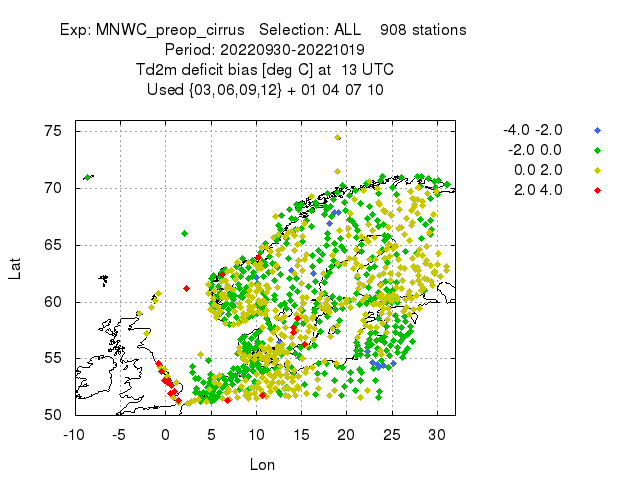 Exp: MNWC_preop_cirrus   Selection: ALL    908 stations
Period: 20220930-20221019
Td2m deficit bias [deg C] at  13 UTC
Used {03,06,09,12} + 01 04 07 10
-4.0 -2.0
-2.0 0.0
0.0 2.0
2.0 4.0
75
70
65
60
55
50
Lat
-10 -5 0 5 10 15 20 25 30
Lon